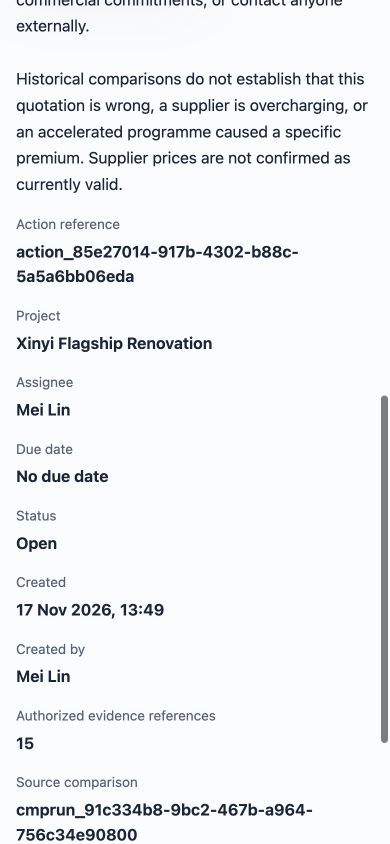 commercial commitments, or contact anyone
externally.
Historical comparisons do not establish that this
quotation is wrong, a supplier is overcharging, or
an accelerated programme caused a specific
premium. Supplier prices are not confirmed as
currently valid.
Action reference
action_85e27014-917b-4302-b88c-
5a5a6bb06eda
Project
Xinyi Flagship Renovation
Assignee
Mei Lin
Due date
No due date
Status
Open
Created
17 Nov 2026, 13:49
Created by
Mei Lin
Authorized evidence references
15
Source comparison
cmprun_91c334b8-9bc2-467b-a964-
756c34e90800